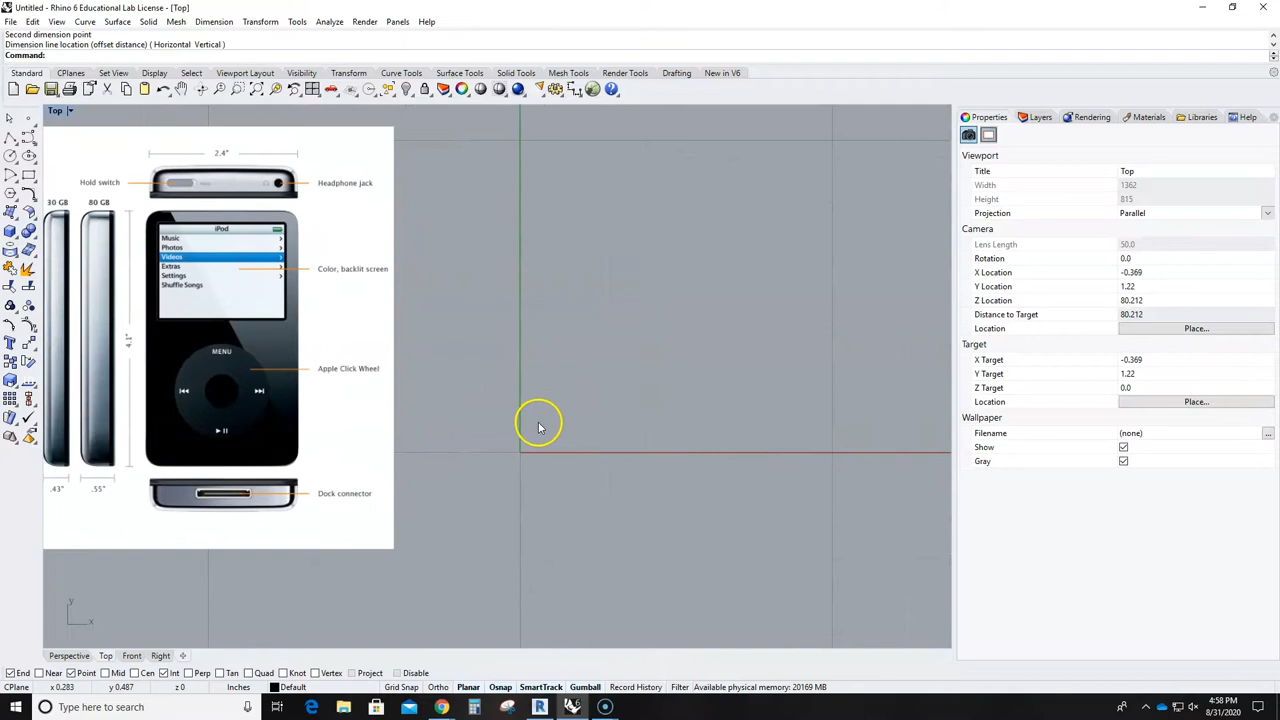 Untitled - Rhino 6 Educational Lab License - [Top]
File Edit View Curve Surface Solid Mesh Dimension Transform Tools Analyze Render Panels Help
Second dimension point
Dimension line location (offset distance) ( Horizontal Vertical )
Command:
Standard CPlanes Set View Display Select Viewport Layout Visibility Transform Curve Tools Surface Tools Solid Tools Mesh Tools Render Tools Drafting New in V6
Top
Properties Layers Rendering Materials Libraries Help
Viewport
Title Top
Width 1362
Height 815
Projection Parallel
Camera
Lens Length 50.0
Rotation 0.0
X Location -0.369
Y Location 1.22
Z Location 80.212
Distance to Target 80.212
Location Place...
Target
X Target -0.369
Y Target 1.22
Z Target 0.0
Location Place...
Wallpaper
Filename (none) ...
Show
Gray
2.4"
Hold switch
Headphone jack
30 GB 80 GB
iPod
Music
Photos
Videos
Extras
Settings
Shuffle Songs
Color, backlit screen
4.1"
MENU
Apple Click Wheel
.43" .55"
Dock connector
y
x
Perspective Top Front Right
End Near Point Mid Cen Int Perp Tan Quad Knot Vertex Project Disable
CPlane x 0.283 y 0.487 z 0 Inches Default Grid Snap Ortho Planar Osnap SmartTrack Gumball Record History Filter Available physical memory: 20169 MB
Type here to search
4:58 PM
8/31/2020